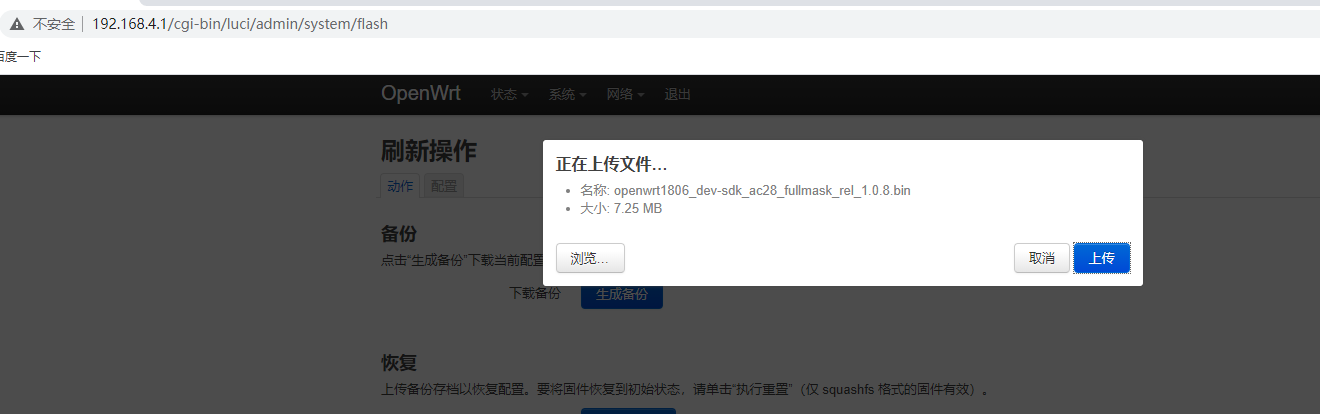 不安全 192.168.4.1/cgi-bin/luci/admin/system/flash
百度一下
OpenWrt 状态 系统 网络 退出
刷新操作
动作 配置
正在上传文件...
名称: openwrt1806_dev-sdk_ac28_fullmask_rel_1.0.8.bin
大小: 7.25 MB
浏览... 取消 上传
备份
点击“生成备份”下载当前配置
下载备份 生成备份
恢复
上传备份存档以恢复配置。要将固件恢复到初始状态，请单击“执行重置”（仅 squashfs 格式的固件有效）。